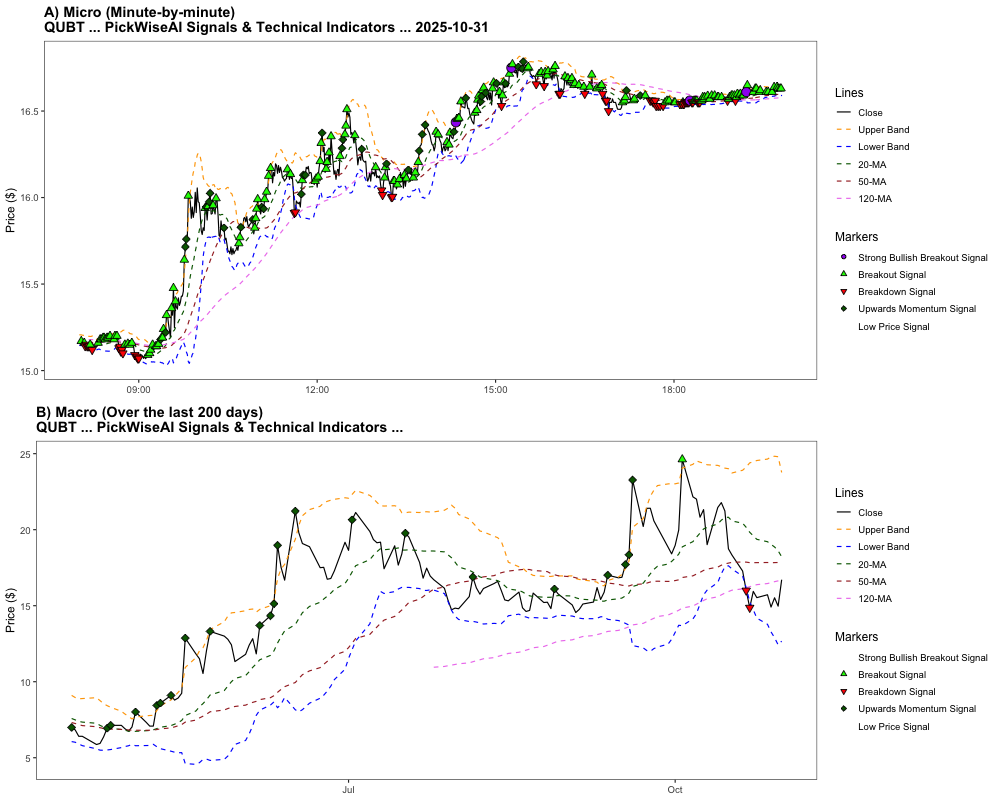 A) Micro (Minute-by-minute)
QUBT ... PickWiseAI Signals & Technical Indicators ... 2025-10-31
Price ($)
16.5
16.0
15.5
15.0
09:00
12:00
15:00
18:00
Lines
Close
Upper Band
Lower Band
20-MA
50-MA
120-MA
Markers
Strong Bullish Breakout Signal
Breakout Signal
Breakdown Signal
Upwards Momentum Signal
Low Price Signal
B) Macro (Over the last 200 days)
QUBT ... PickWiseAI Signals & Technical Indicators ...
Price ($)
25
20
15
10
5
Jul
Oct
Lines
Close
Upper Band
Lower Band
20-MA
50-MA
120-MA
Markers
Strong Bullish Breakout Signal
Breakout Signal
Breakdown Signal
Upwards Momentum Signal
Low Price Signal